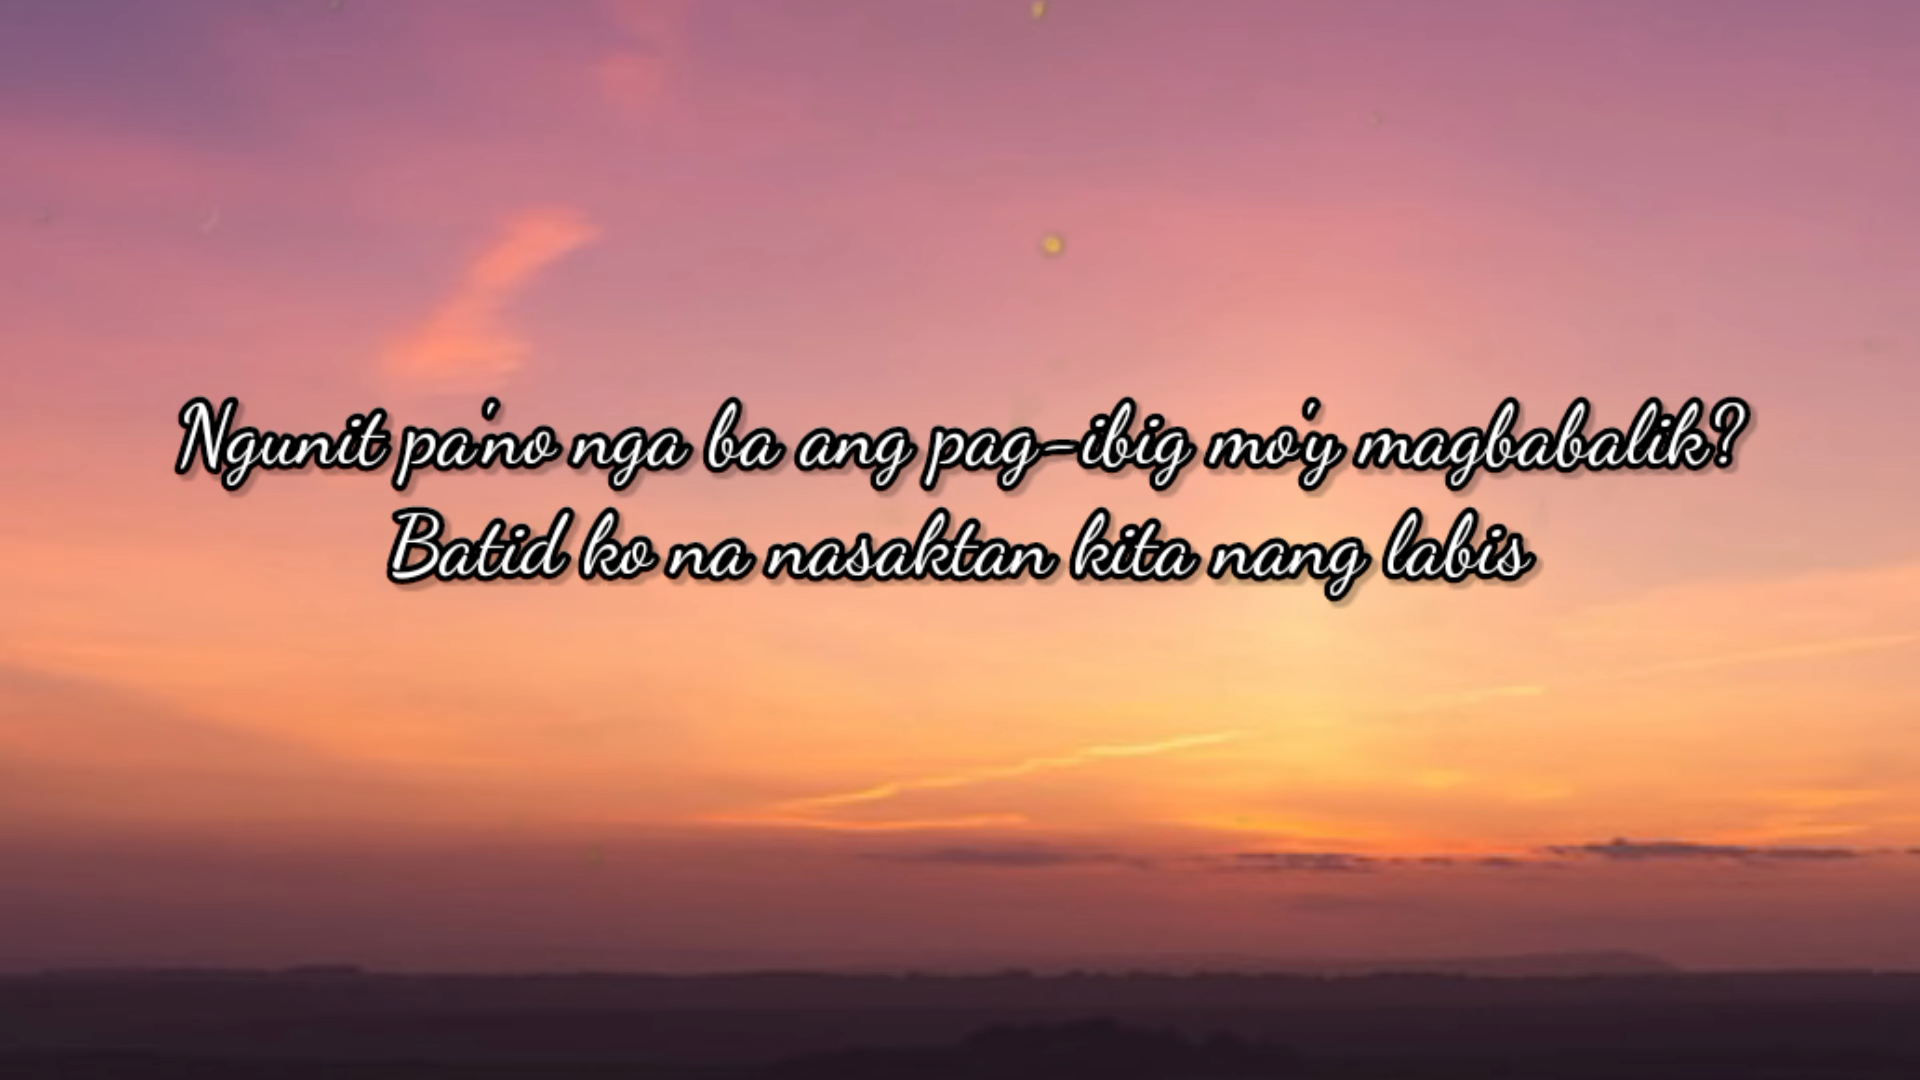 Ngunit pa'no nga ba ang pag-ibig mo'y magbabalik?
Batid ko na nasaktan kita nang labis